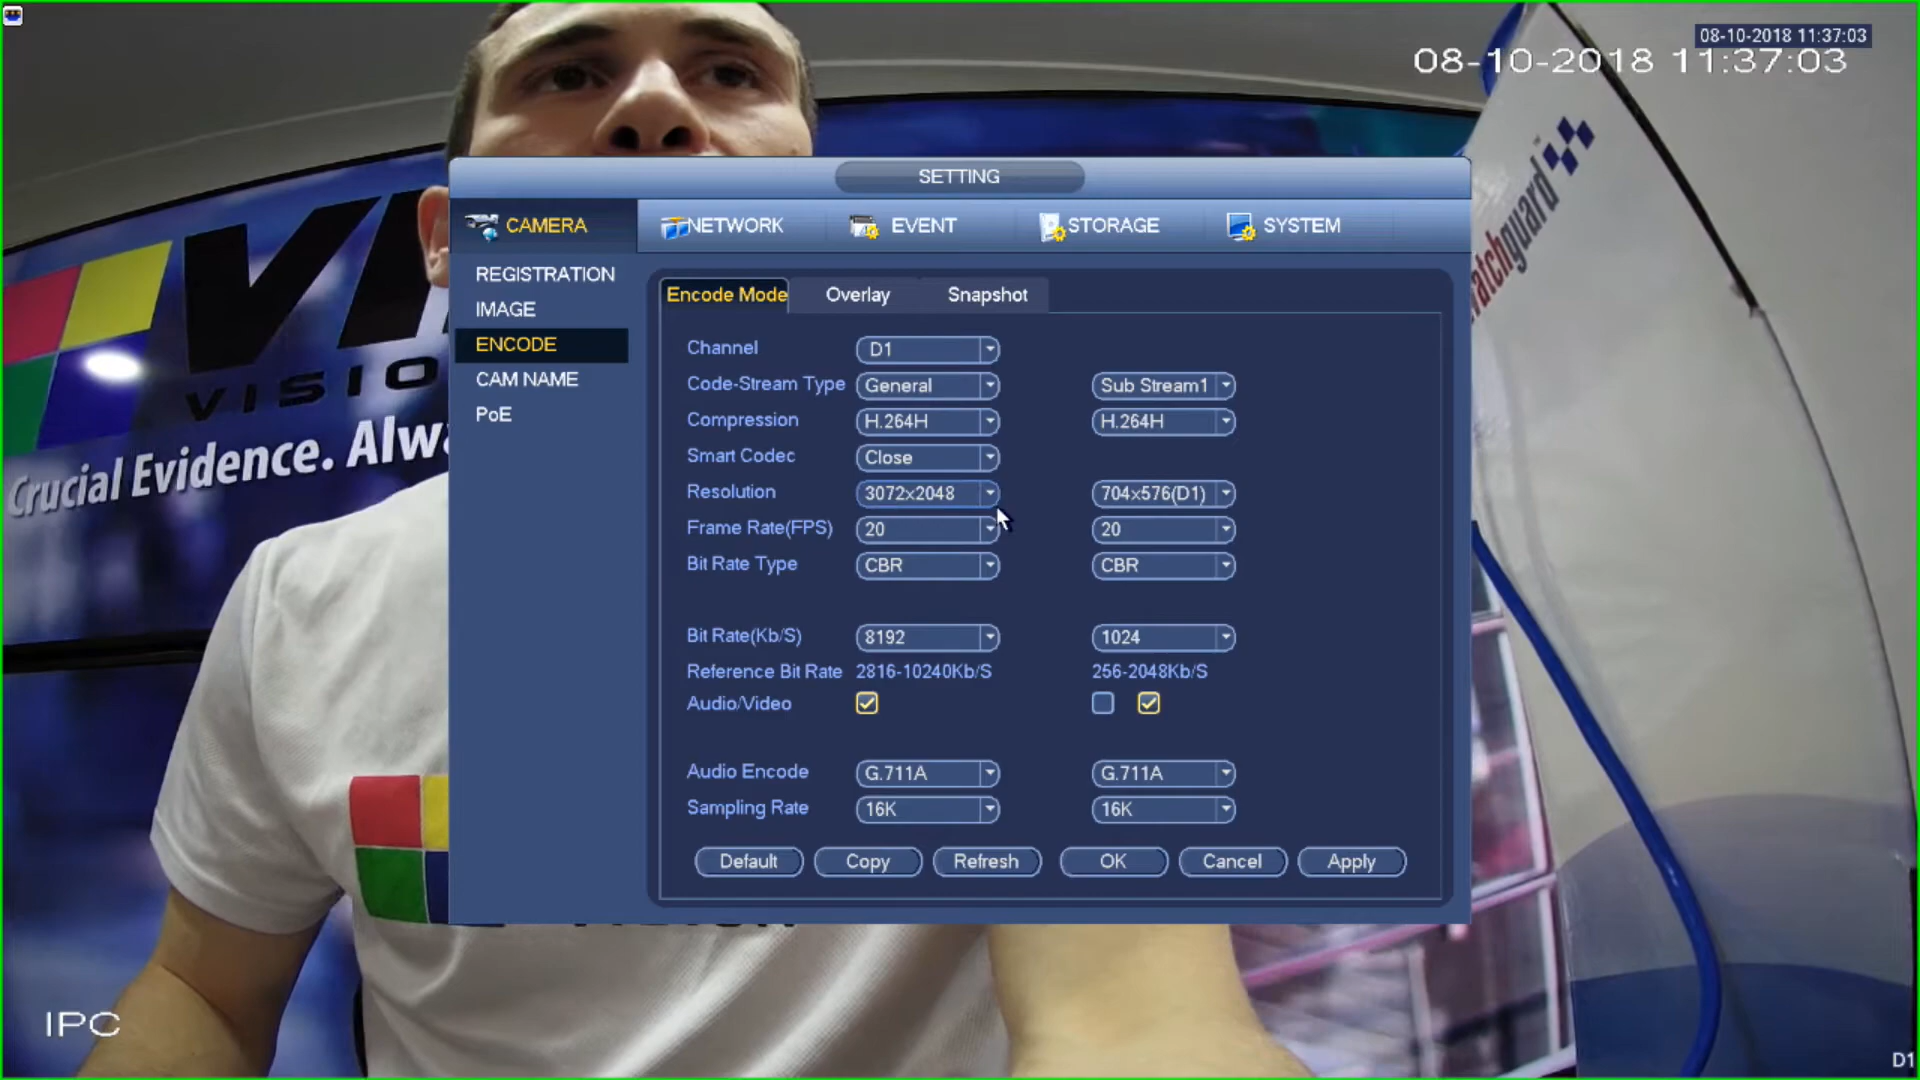 08-10-2018 11:37:03
08-10-2018 11:37:03
watchguard
VISIO
Crucial Evidence. Alwa
SETTING
CAMERA NETWORK EVENT STORAGE SYSTEM
REGISTRATION
IMAGE
ENCODE
CAM NAME
PoE
Encode Mode Overlay Snapshot
Channel D1
Code-Stream Type General Sub Stream1
Compression H.264H H.264H
Smart Codec Close
Resolution 3072x2048 704x576(D1)
Frame Rate(FPS) 20 20
Bit Rate Type CBR CBR
Bit Rate(Kb/S) 8192 1024
Reference Bit Rate 2816-10240Kb/S 256-2048Kb/S
Audio/Video
Audio Encode G.711A G.711A
Sampling Rate 16K 16K
Default Copy Refresh OK Cancel Apply
IPC
D1